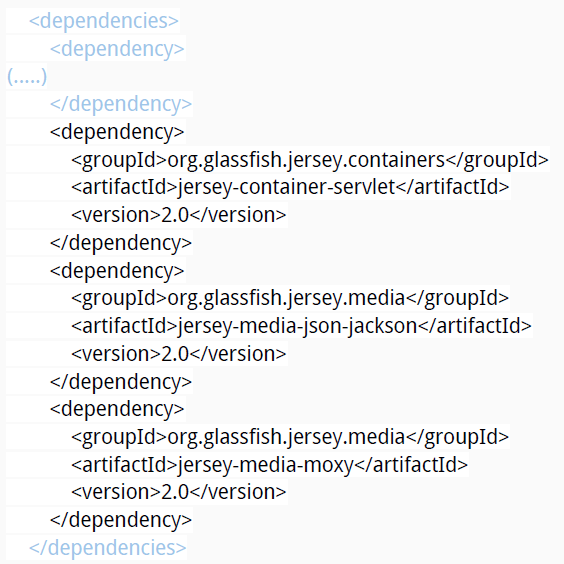 <dependencies>
<dependency>
(.....)
</dependency>
<dependency>
<groupId>org.glassfish.jersey.containers</groupId>
<artifactId>jersey-container-servlet</artifactId>
<version>2.0</version>
</dependency>
<dependency>
<groupId>org.glassfish.jersey.media</groupId>
<artifactId>jersey-media-json-jackson</artifactId>
<version>2.0</version>
</dependency>
<dependency>
<groupId>org.glassfish.jersey.media</groupId>
<artifactId>jersey-media-moxy</artifactId>
<version>2.0</version>
</dependency>
</dependencies>